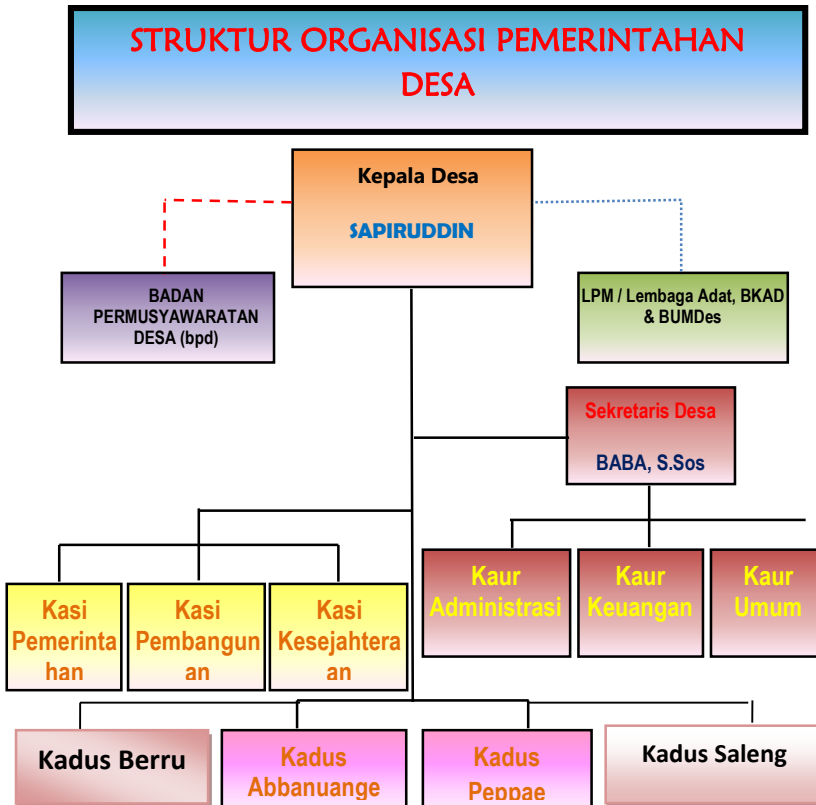 STRUKTUR ORGANISASI PEMERINTAHAN
DESA
Kepala Desa
SAPIRUDDIN
BADAN
PERMUSYAWARATAN
DESA (bpd)
LPM / Lembaga Adat, BKAD
& BUMDes
Sekretaris Desa
BABA, S.Sos
Kasi
Pemerinta
han
Kasi
Pembangun
an
Kasi
Kesejahtera
an
Kaur
Administrasi
Kaur
Keuangan
Kaur
Umum
Kadus Berru
Kadus
Abbanuange
Kadus
Peppae
Kadus Saleng